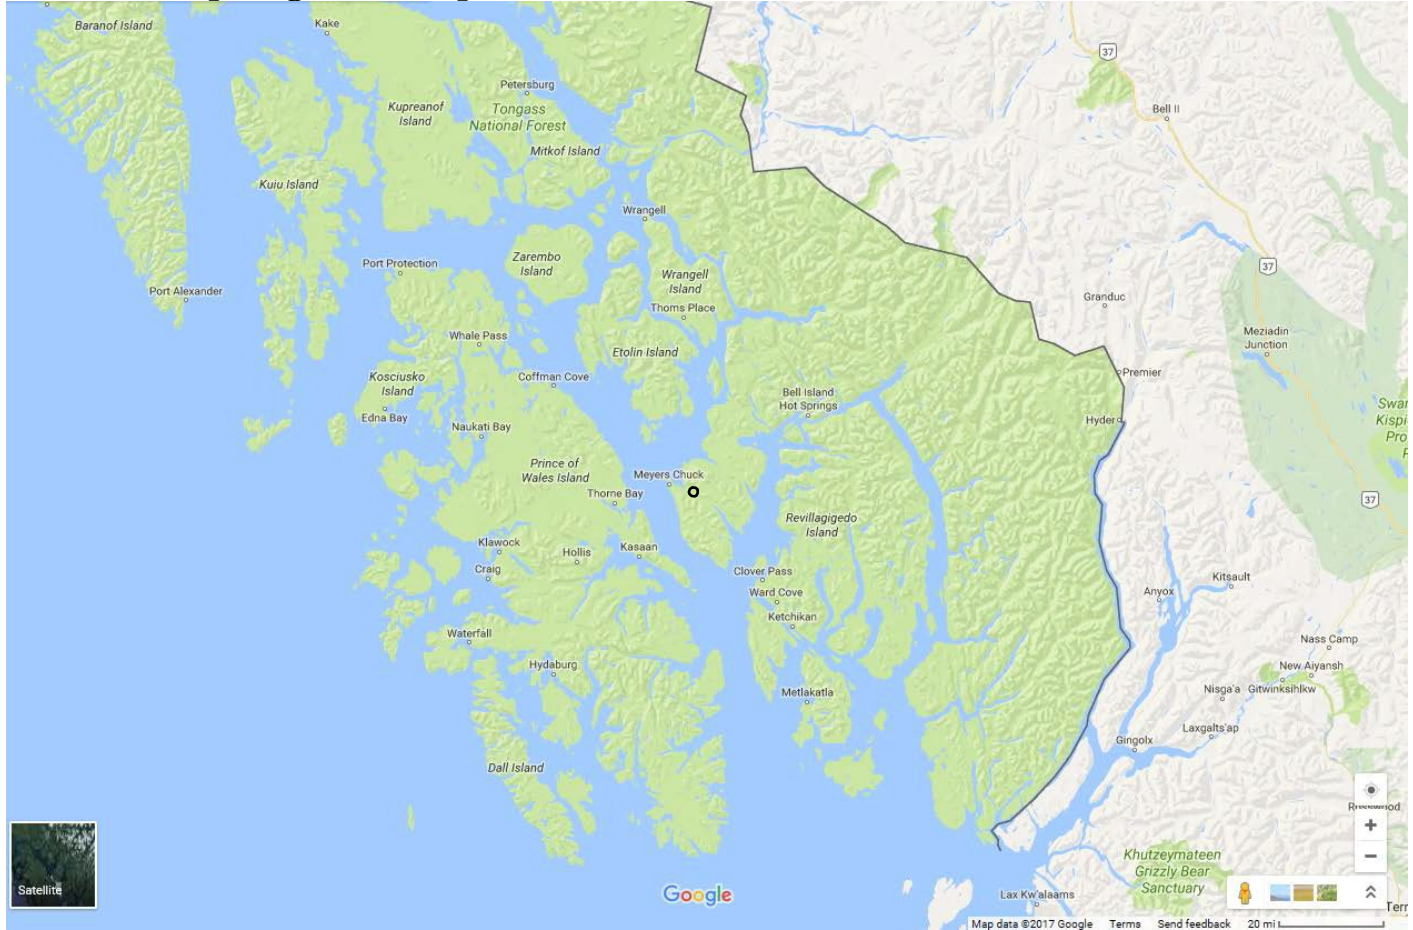 Baranof Island
Kake
37
Petersburg
Bell II
Kupreanof
Island
Tongass
National Forest
Mitkof Island
Kuiu Island
Wrangell
Port Protection
Zarembo
Island
37
Wrangell
Island
Port Alexander
Granduc
Thoms Place
Whale Pass
Meziadin
Junction
Etolin Island
Kosciusko
Island
Coffman Cove
Premier
Bell Island
Hot Springs
Edna Bay
Hyder
Swan
Kispi
Pro
Naukati Bay
Prince of
Wales Island
Meyers Chuck
Thorne Bay
37
Revillagigedo
Island
Klawock
Hollis
Kasaan
Craig
Clover Pass
Kitsault
Ward Cove
Anyox
Ketchikan
Waterfall
Nass Camp
Hydaburg
New Aiyansh
Metlakatla
Nisga'a
Gitwinksihlkw
Laxgalts'ap
Gingolx
Dall Island
Khutzeymateen
Grizzly Bear
Sanctuary
Satellite
Google
Lax Kw'alaams
Terr
Map data ©2017 Google Terms Send feedback 20 mi